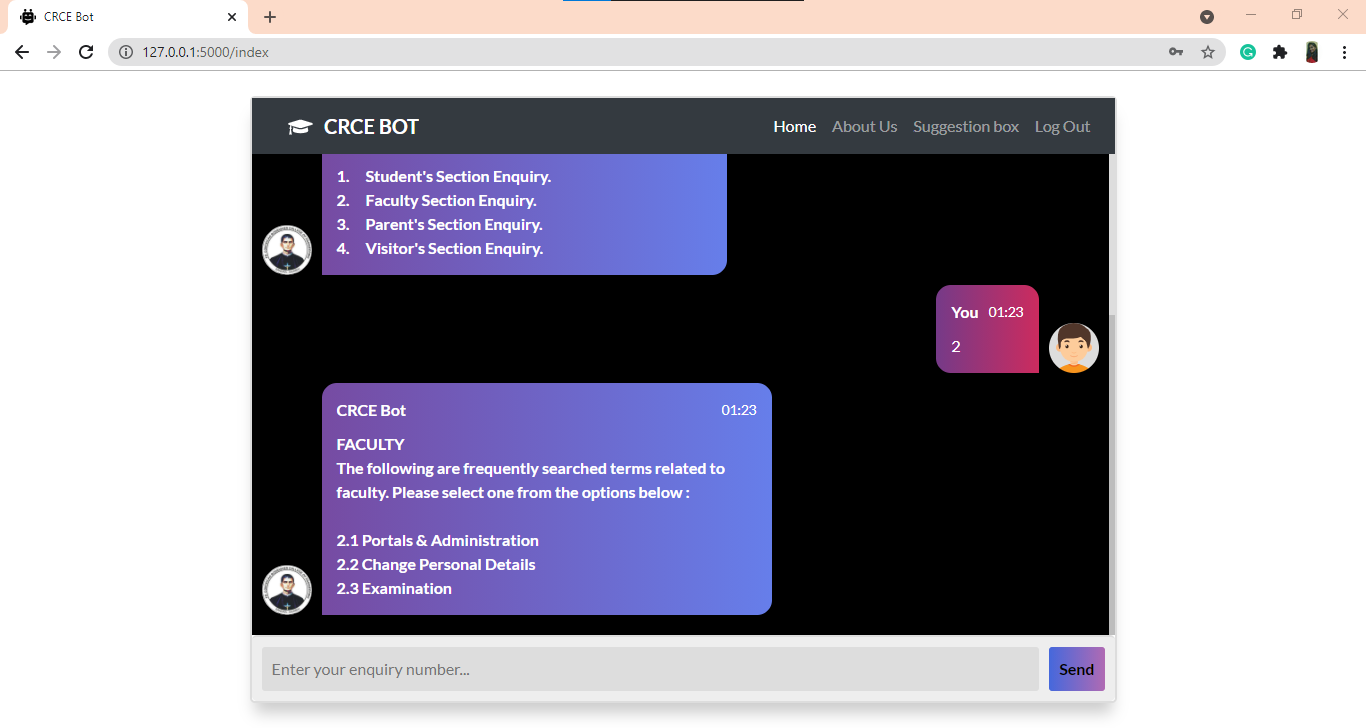 CRCE Bot
127.0.0.1:5000/index
CRCE BOT
Home About Us Suggestion box Log Out
1. Student's Section Enquiry.
2. Faculty Section Enquiry.
3. Parent's Section Enquiry.
4. Visitor's Section Enquiry.
You 01:23
2
CRCE Bot 01:23
FACULTY
The following are frequently searched terms related to
faculty. Please select one from the options below :
2.1 Portals & Administration
2.2 Change Personal Details
2.3 Examination
Enter your enquiry number...
Send